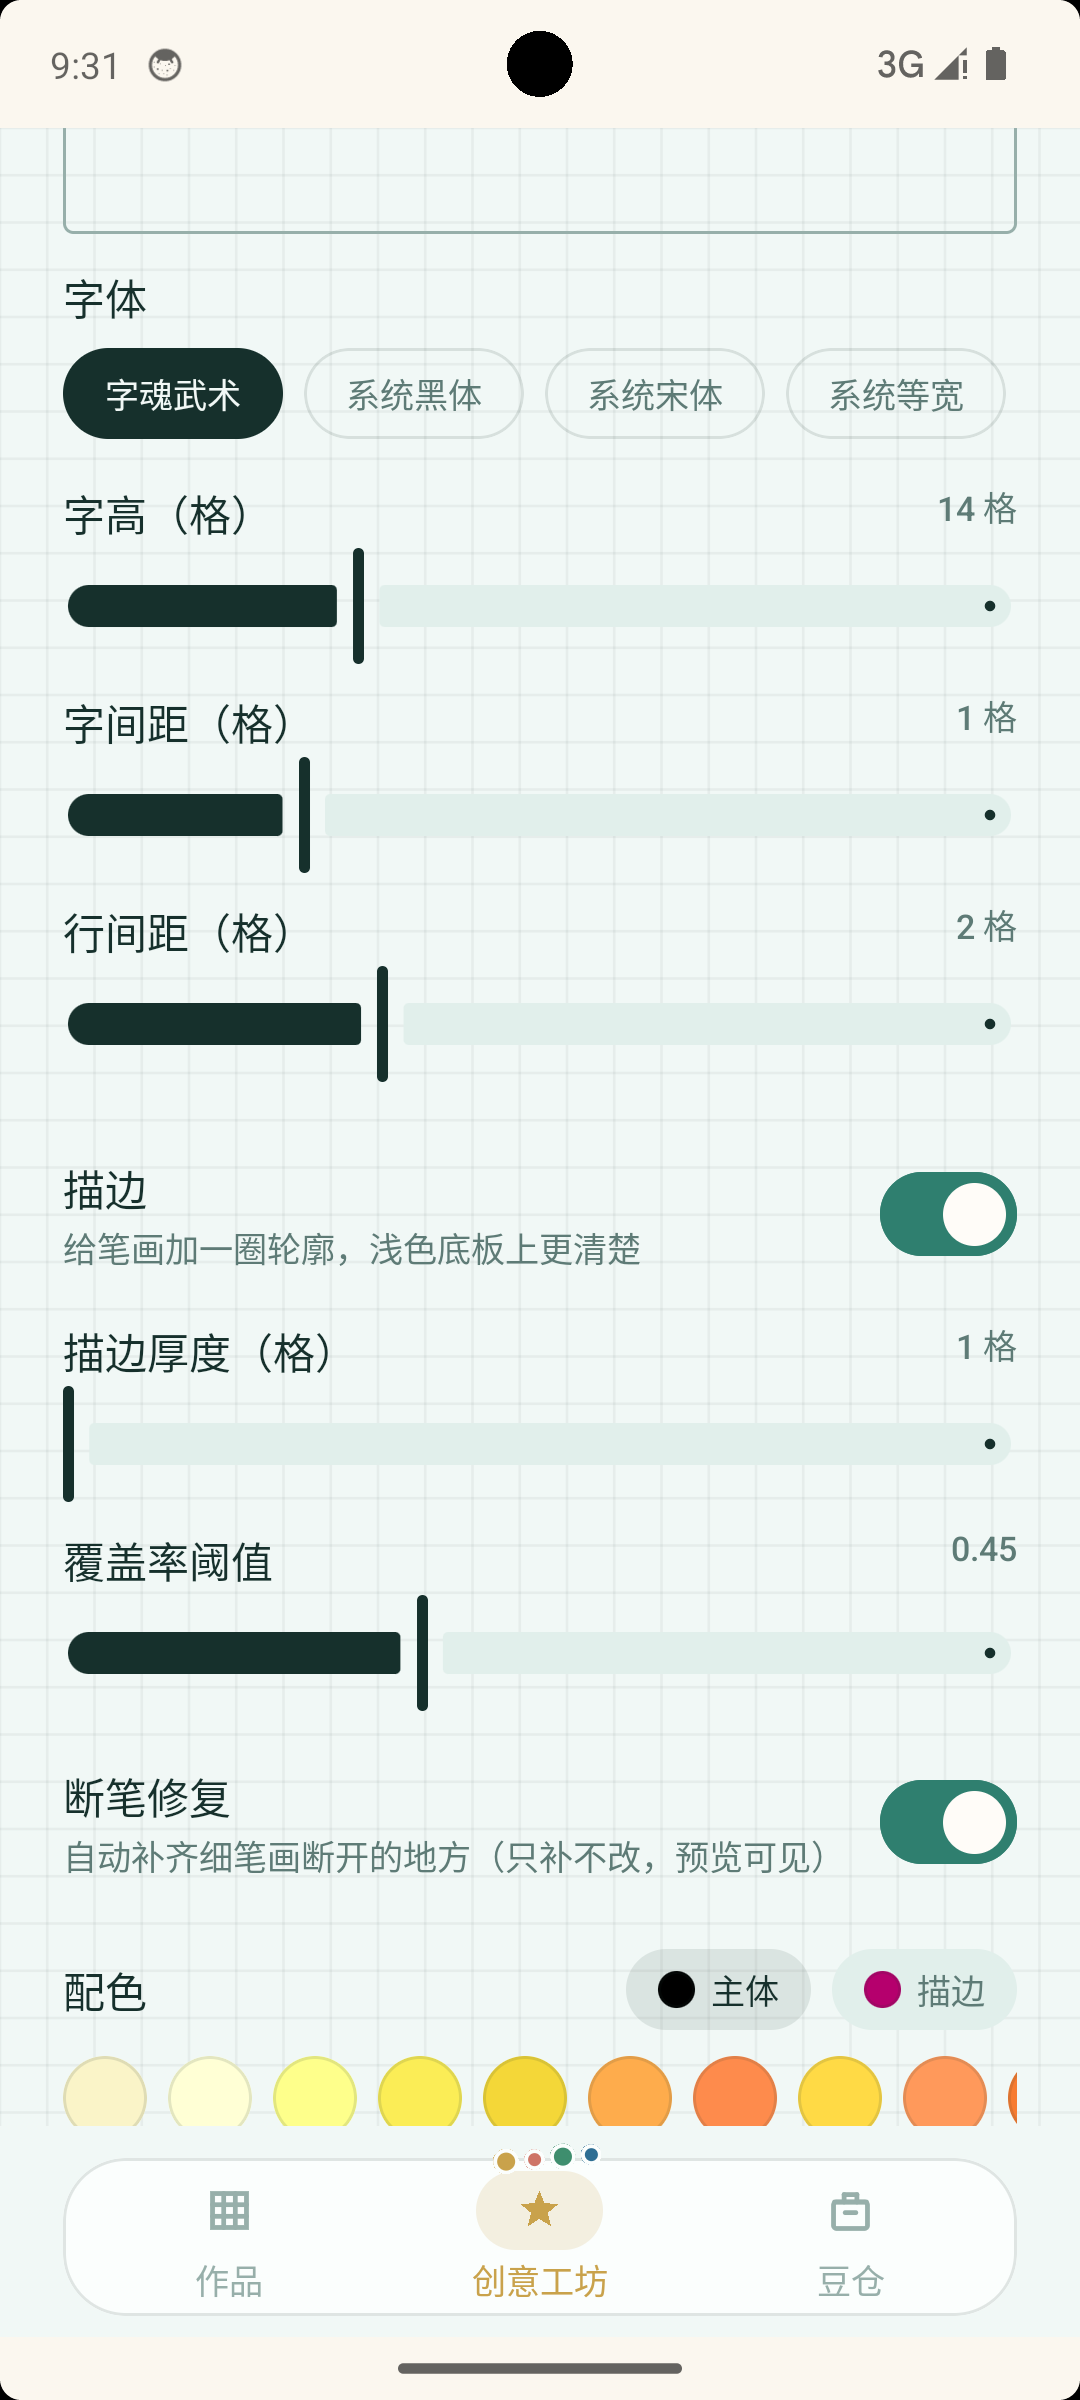 9:31
3G
字体
字魂武术 系统黑体 系统宋体 系统等宽
字高（格） 14 格
字间距（格） 1 格
行间距（格） 2 格
描边
给笔画加一圈轮廓，浅色底板上更清楚
描边厚度（格） 1 格
覆盖率阈值 0.45
断笔修复
自动补齐细笔画断开的地方（只补不改，预览可见）
配色 主体 描边
作品 创意工坊 豆仓